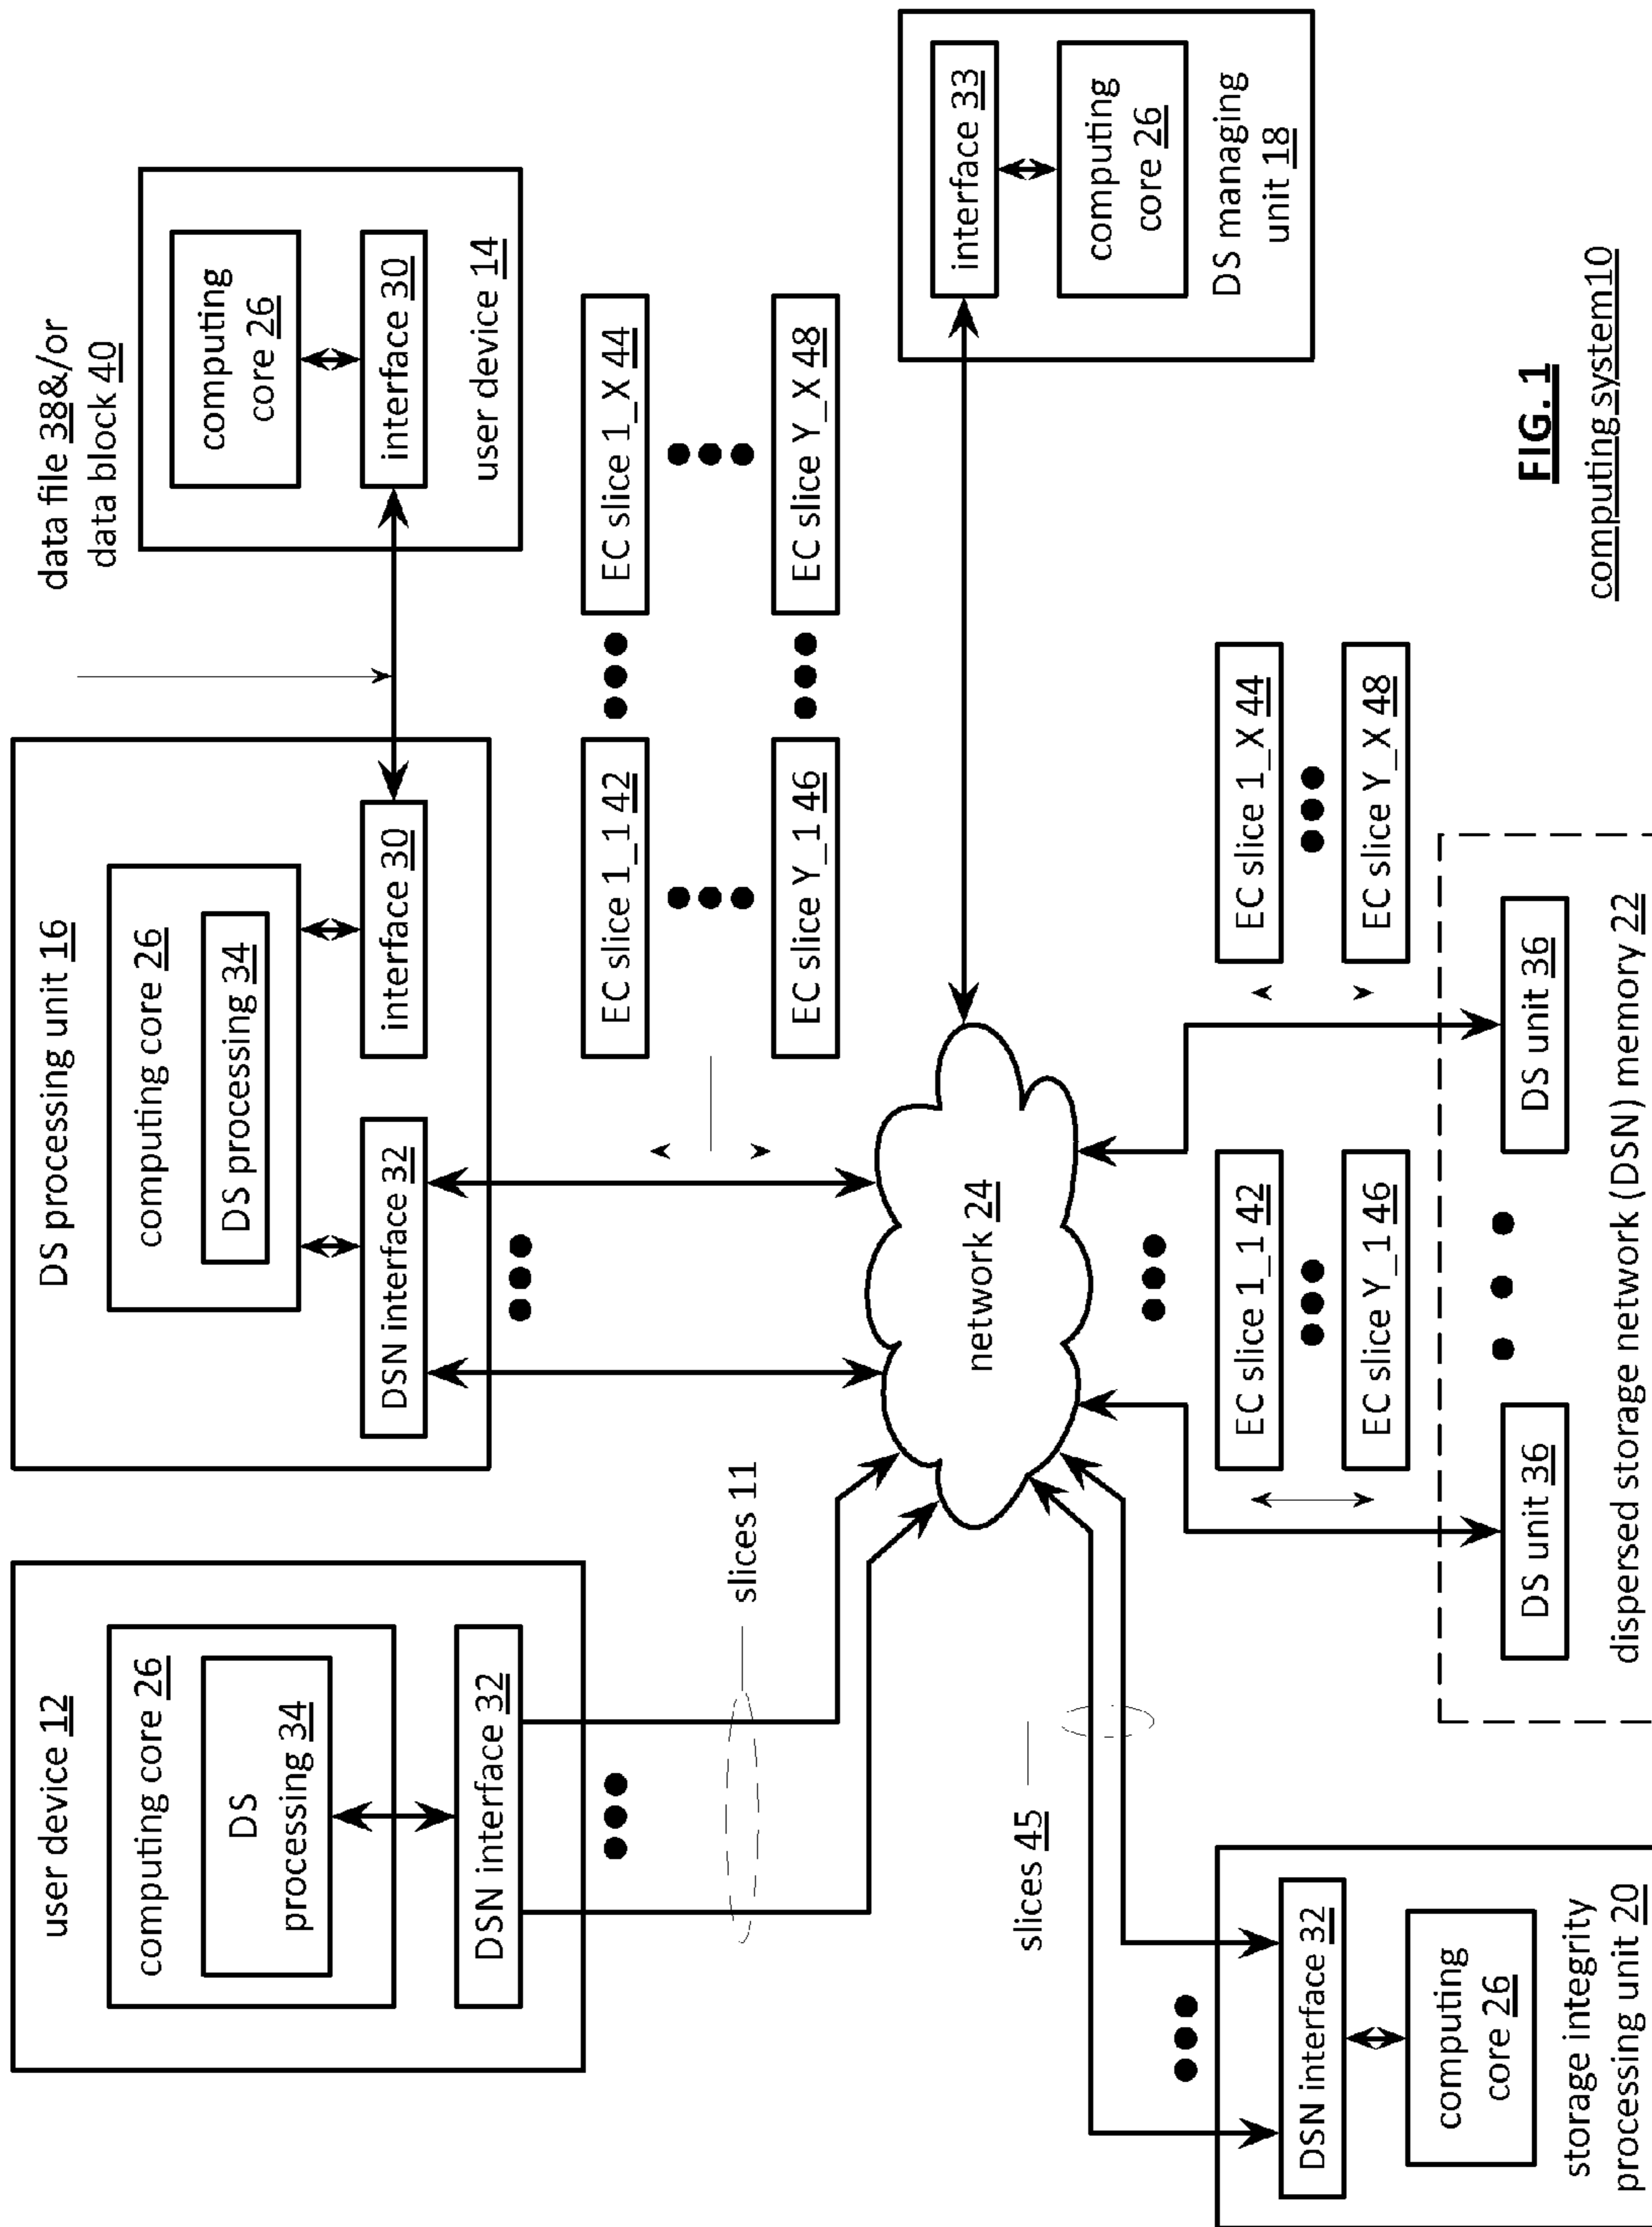 user device 12
computing core 26
DS
processing 34
DSN interface 32
slices 11
DS processing unit 16
computing core 26
DS processing 34
DSN interface 32
interface 30
data file 38&/or
data block 40
computing
core 26
interface 30
user device 14
EC slice 1_1 42
EC slice 1_X 44
EC slice Y_1 46
EC slice Y_X 48
network 24
interface 33
computing
core 26
DS managing
unit 18
slices 45
DSN interface 32
computing
core 26
storage integrity
processing unit 20
EC slice 1_1 42
EC slice Y_1 46
EC slice 1_X 44
EC slice Y_X 48
DS unit 36
DS unit 36
dispersed storage network (DSN) memory 22
FIG. 1
computing system10